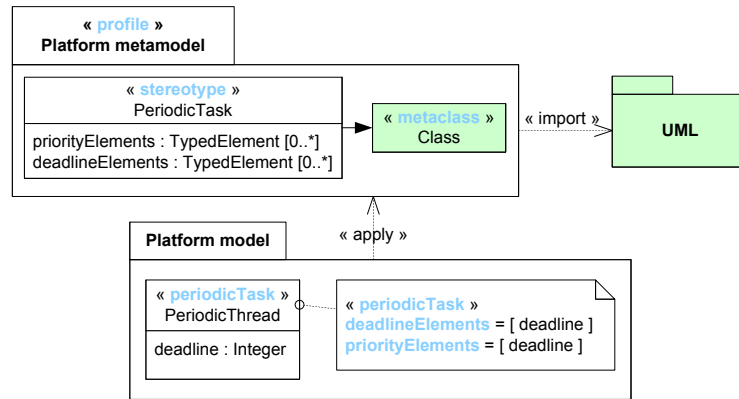 « profile »
Platform metamodel
« stereotype »
PeriodicTask
priorityElements : TypedElement [0..*]
deadlineElements : TypedElement [0..*]
« metaclass »
Class
« import »
UML
« apply »
Platform model
« periodicTask »
PeriodicThread
deadline : Integer
« periodicTask »
deadlineElements = [ deadline ]
priorityElements = [ deadline ]